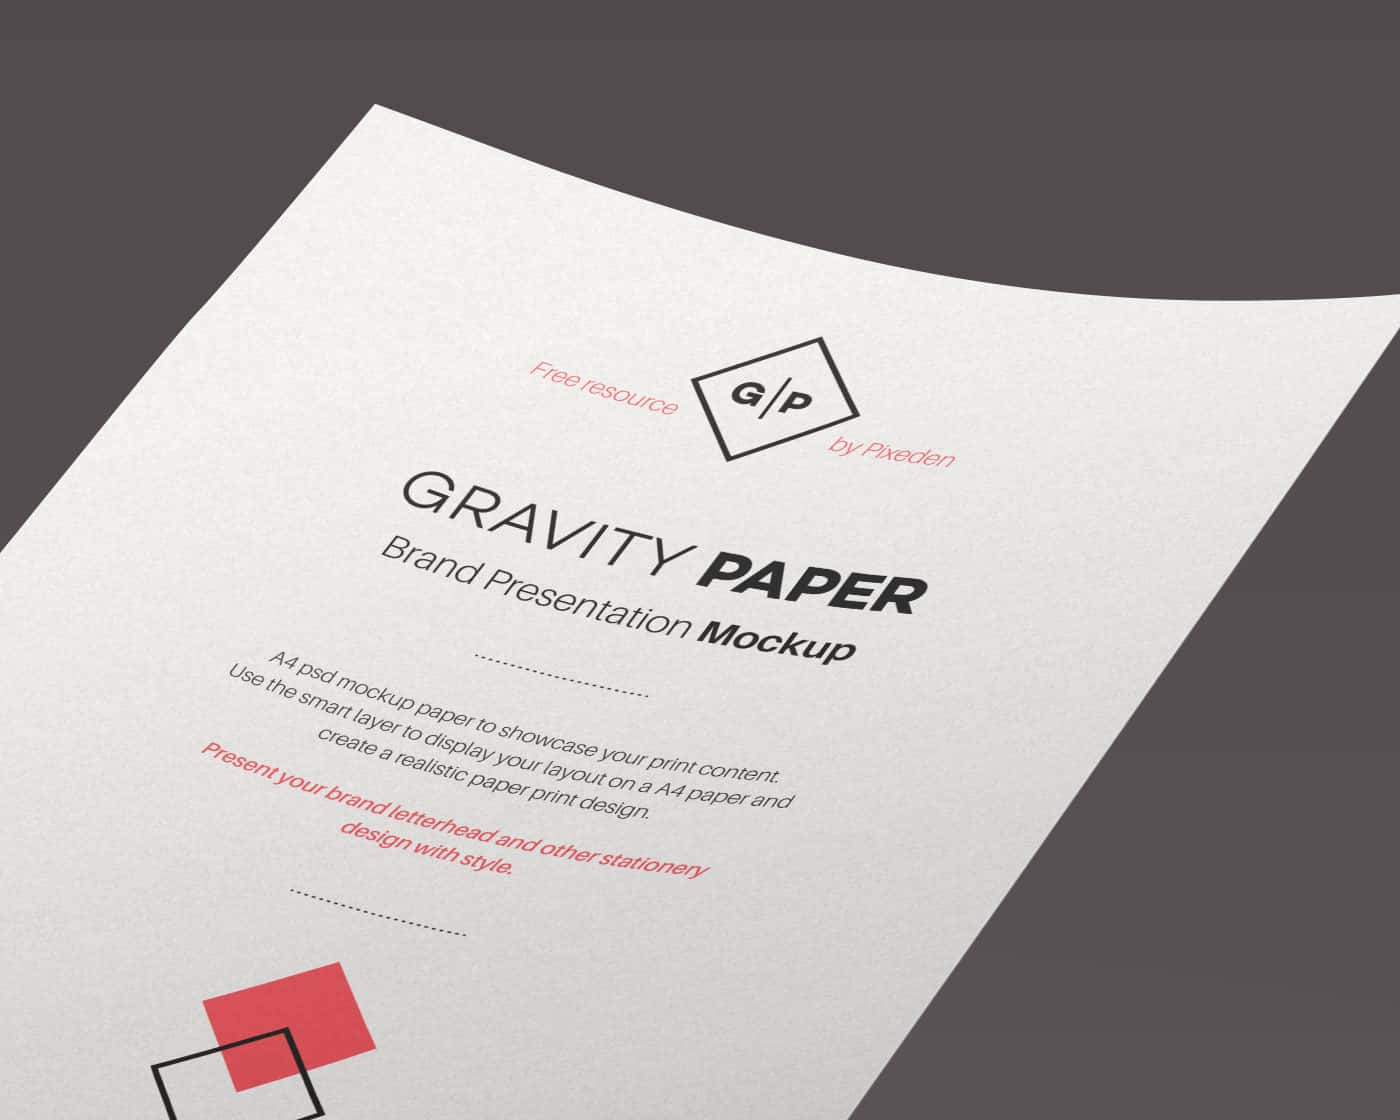 Free resource
G/P
by Pixeden
GRAVITY PAPER
Brand Presentation Mockup
A4 psd mockup paper to showcase your print content.
Use the smart layer to display your layout on a A4 paper and
create a realistic paper print design.
Present your brand letterhead and other stationery
design with style.